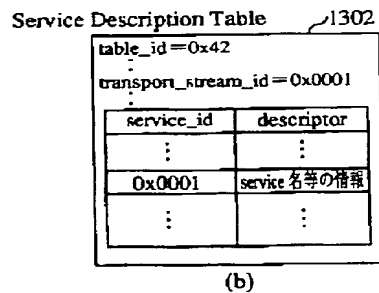 Service Description Table 1302
table_id=0x42
⋮
transport_stream_id=0x0001
⋮
service_id descriptor
⋮ ⋮
0x0001 service 名等の情報
⋮ ⋮
(b)